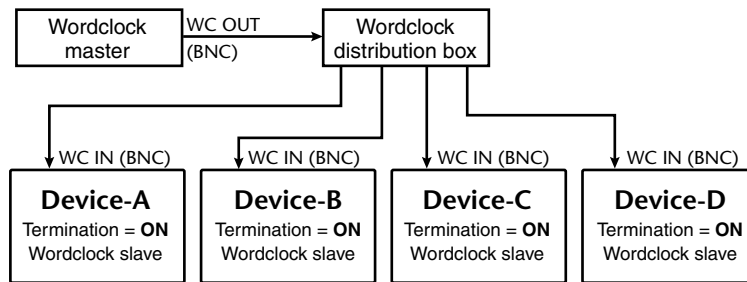 Wordclock
master
WC OUT
(BNC)
Wordclock
distribution box
WC IN (BNC)
WC IN (BNC)
WC IN (BNC)
WC IN (BNC)
Device-A
Termination = ON
Wordclock slave
Device-B
Termination = ON
Wordclock slave
Device-C
Termination = ON
Wordclock slave
Device-D
Termination = ON
Wordclock slave